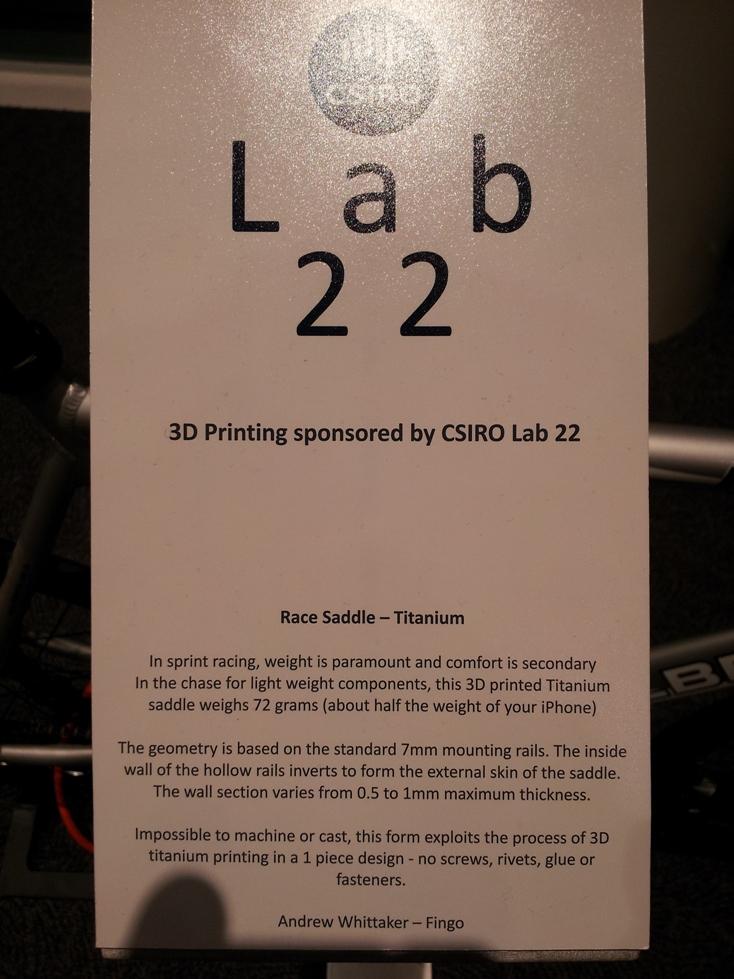 CSIRO
L a b
2 2
3D Printing sponsored by CSIRO Lab 22
Race Saddle – Titanium
In sprint racing, weight is paramount and comfort is secondary
In the chase for light weight components, this 3D printed Titanium
saddle weighs 72 grams (about half the weight of your iPhone)
The geometry is based on the standard 7mm mounting rails. The inside
wall of the hollow rails inverts to form the external skin of the saddle.
The wall section varies from 0.5 to 1mm maximum thickness.
Impossible to machine or cast, this form exploits the process of 3D
titanium printing in a 1 piece design - no screws, rivets, glue or
fasteners.
Andrew Whittaker – Fingo